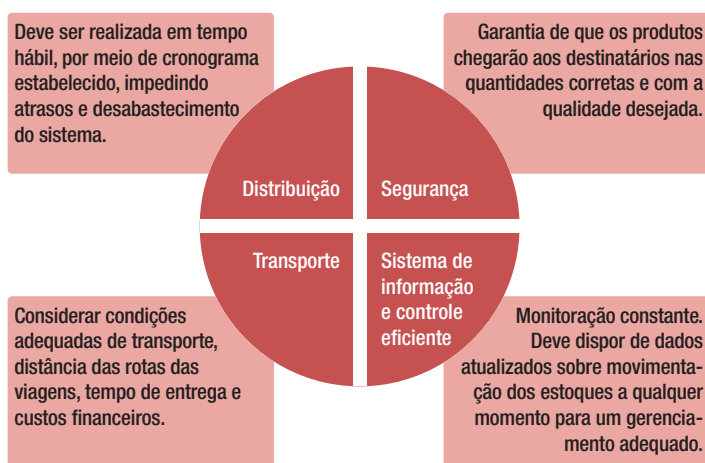 Deve ser realizada em tempo
hábil, por meio de cronograma
estabelecido, impedindo
atrasos e desabastecimento
do sistema.
Garantia de que os produtos
chegarão aos destinatários nas
quantidades corretas e com a
qualidade desejada.
Distribuição
Segurança
Transporte
Sistema de
informação
e controle
eficiente
Considerar condições
adequadas de transporte,
distância das rotas das
viagens, tempo de entrega e
custos financeiros.
Monitoração constante.
Deve dispor de dados
atualizados sobre movimenta-
ção dos estoques a qualquer
momento para um gerencia-
mento adequado.